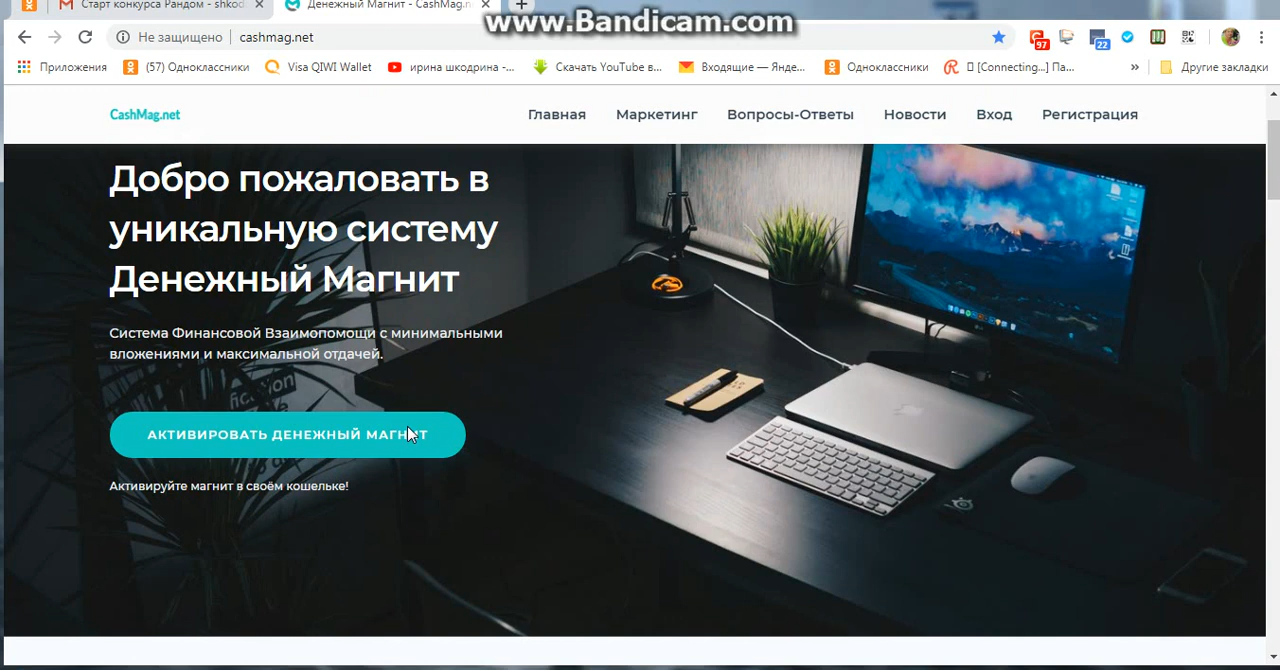 www.Bandicam.com
Старт конкурса Рандом - shkod
Денежный Магнит - CashMag.n
Не защищено
cashmag.net
97
22
Приложения
(57) Одноклассники
Visa QIWI Wallet
ирина шкодрина -...
Скачать YouTube в...
Входящие — Янде...
Одноклассники
[Connecting...] Па...
»
Другие закладки
CashMag.net
Главная
Маркетинг
Вопросы-Ответы
Новости
Вход
Регистрация
Добро пожаловать в
уникальную систему
Денежный Магнит
Система Финансовой Взаимопомощи с минимальными
вложениями и максимальной отдачей.
АКТИВИРОВАТЬ ДЕНЕЖНЫЙ МАГНИТ
Активируйте магнит в своём кошельке!